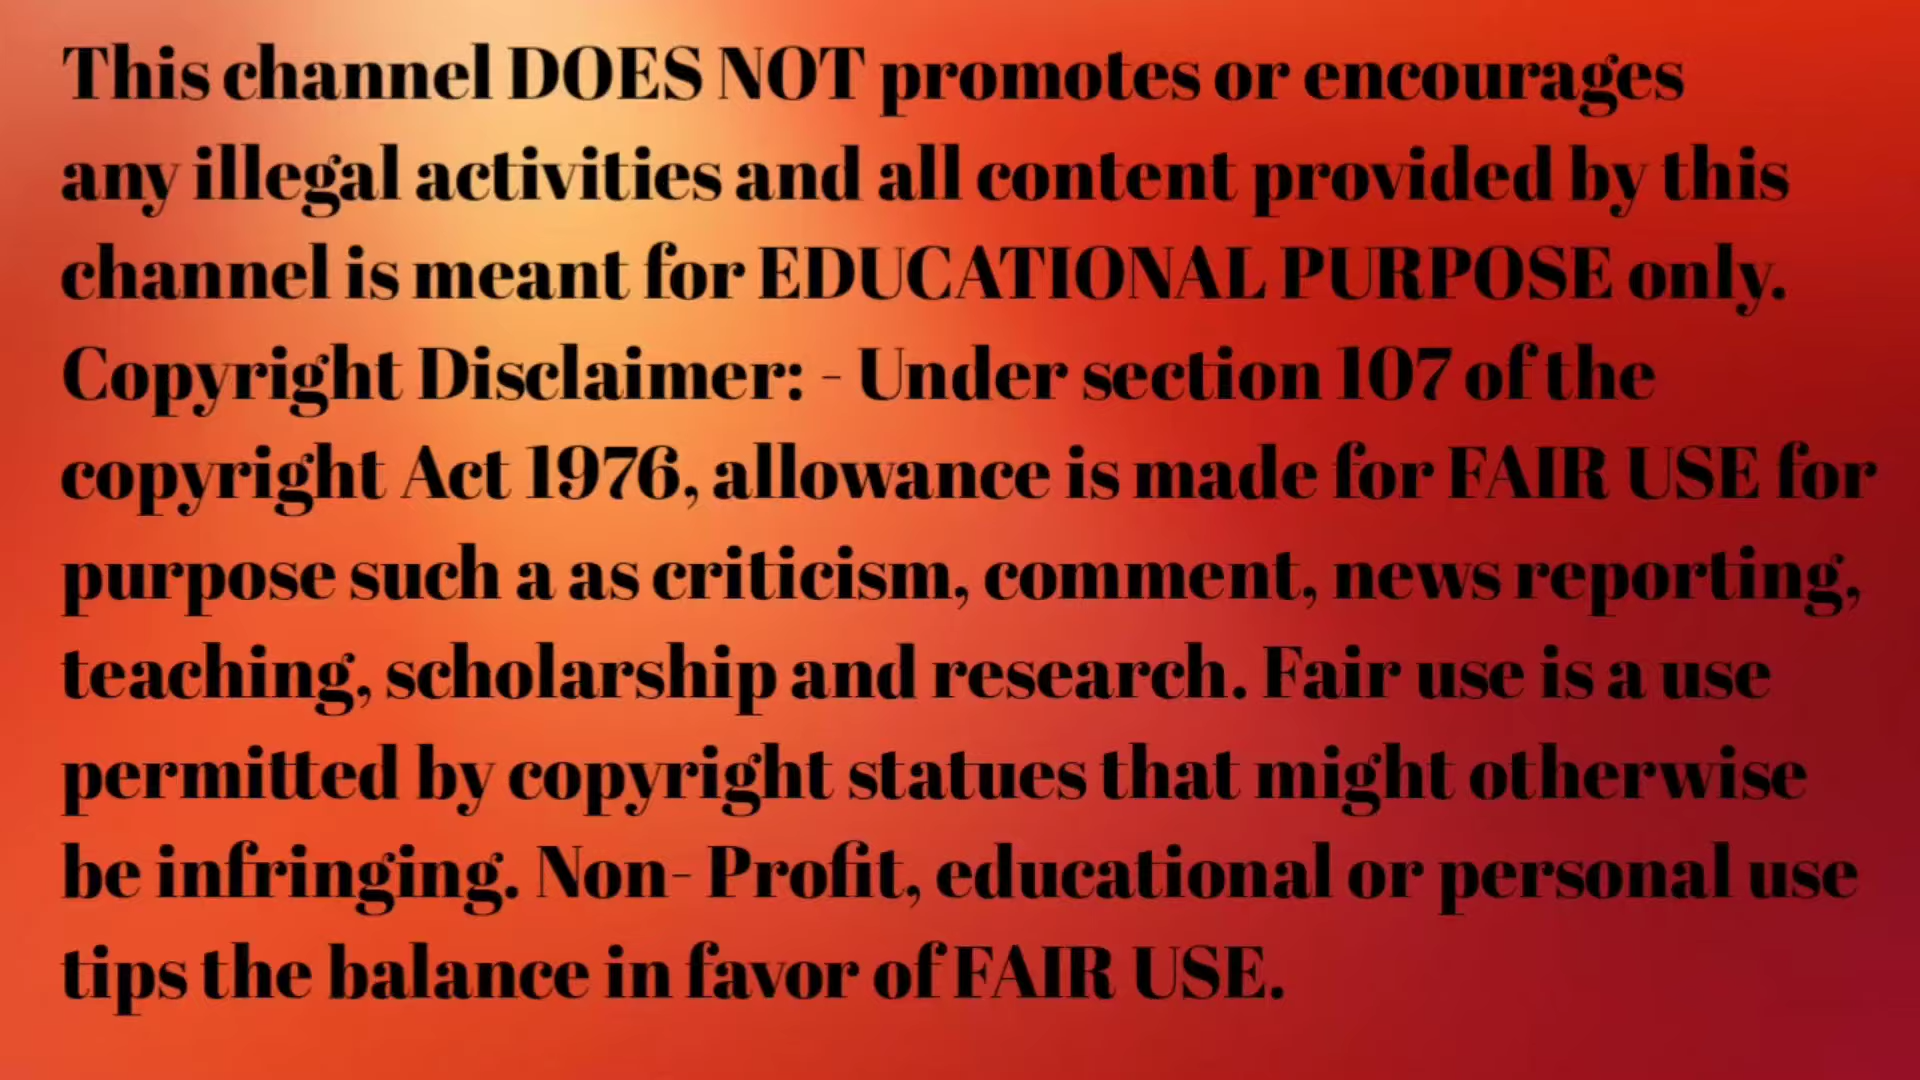 This channel DOES NOT promotes or encourages
any illegal activities and all content provided by this
channel is meant for EDUCATIONAL PURPOSE only.
Copyright Disclaimer: - Under section 107 of the
copyright Act 1976, allowance is made for FAIR USE for
purpose such a as criticism, comment, news reporting,
teaching, scholarship and research. Fair use is a use
permitted by copyright statues that might otherwise
be infringing. Non- Profit, educational or personal use
tips the balance in favor of FAIR USE.